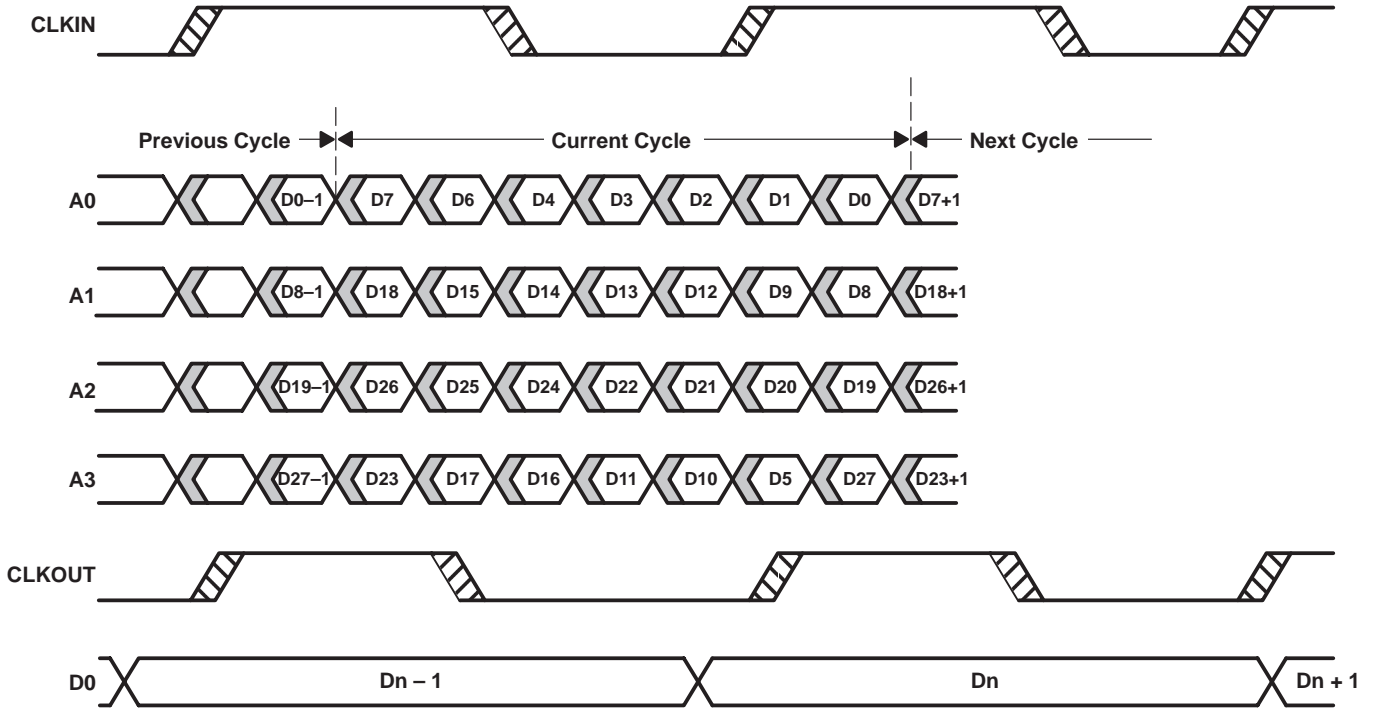 CLKIN
Previous Cycle Current Cycle Next Cycle
A0 D0–1 D7 D6 D4 D3 D2 D1 D0 D7+1
A1 D8–1 D18 D15 D14 D13 D12 D9 D8 D18+1
A2 D19–1 D26 D25 D24 D22 D21 D20 D19 D26+1
A3 D27–1 D23 D17 D16 D11 D10 D5 D27 D23+1
CLKOUT
D0 Dn – 1 Dn Dn + 1